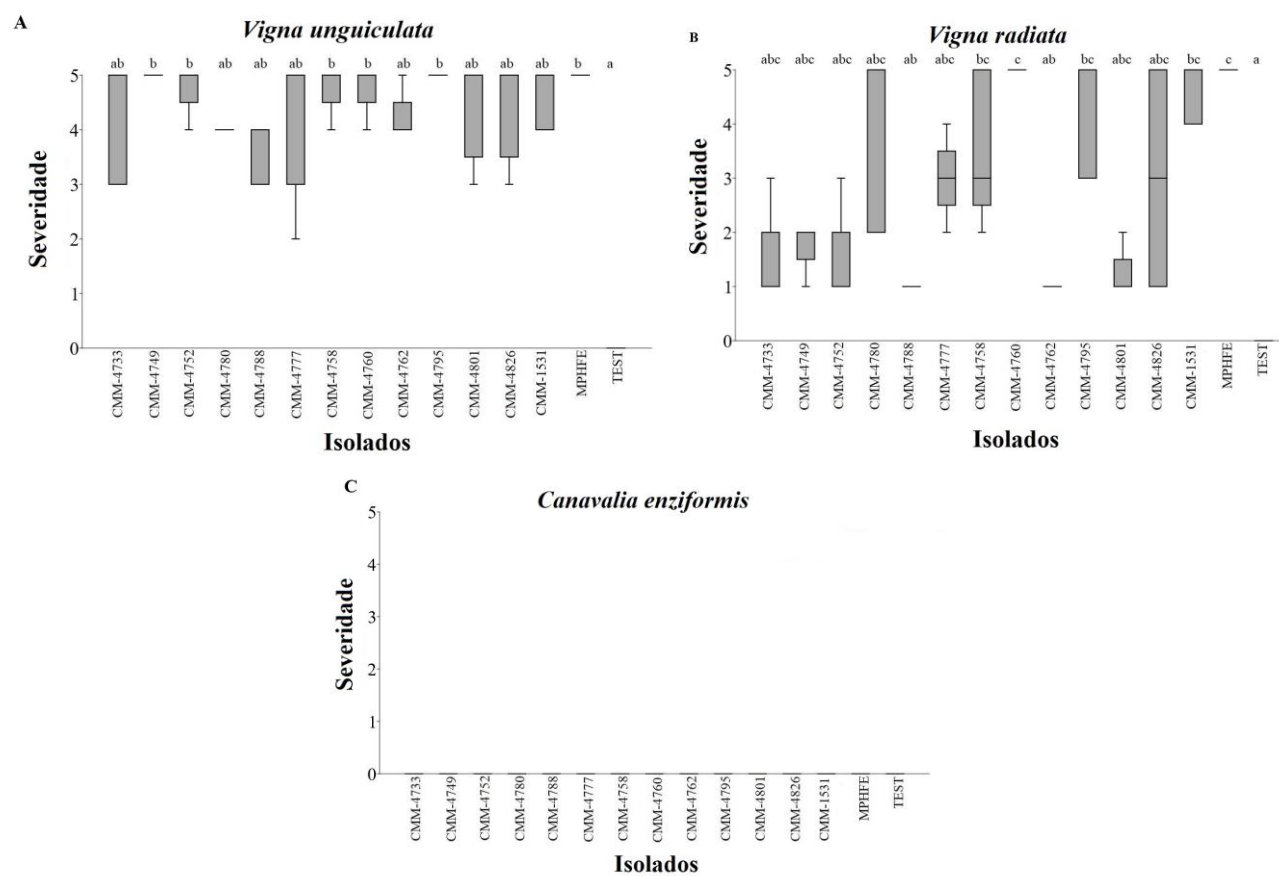 A
Vigna unguiculata
ab b b ab ab ab b b ab b ab ab ab b a
5
4
3
2
0
Severidade
CMM-4733 CMM-4749 CMM-4752 CMM-4780 CMM-4788 CMM-4777 CMM-4758 CMM-4760 CMM-4762 CMM-4795 CMM-4801 CMM-4826 CMM-1531 MPHFE TEST
Isolados
B
Vigna radiata
abc abc abc abc ab abc bc c ab bc abc abc bc c a
5
4
3
2
1
0
Severidade
CMM-4733 CMM-4749 CMM-4752 CMM-4780 CMM-4788 CMM-4777 CMM-4758 CMM-4760 CMM-4762 CMM-4795 CMM-4801 CMM-4826 CMM-1531 MPHFE TEST
Isolados
C
Canavalia enziformis
5
4
3
2
1
0
Severidade
CMM-4733 CMM-4749 CMM-4752 CMM-4780 CMM-4788 CMM-4777 CMM-4758 CMM-4760 CMM-4762 CMM-4795 CMM-4801 CMM-4826 CMM-1531 MPHFE TEST
Isolados